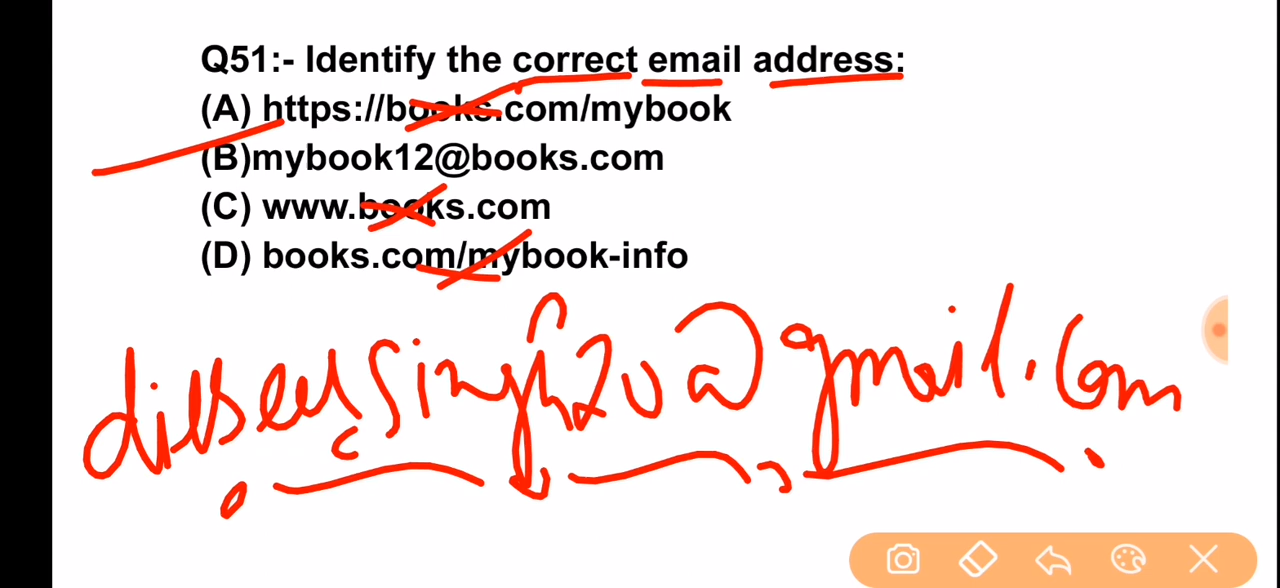 Q51:- Identify the correct email address:
(A) https://books.com/mybook
(B)mybook12@books.com
(C) www.books.com
(D) books.com/mybook-info
@gmail.com